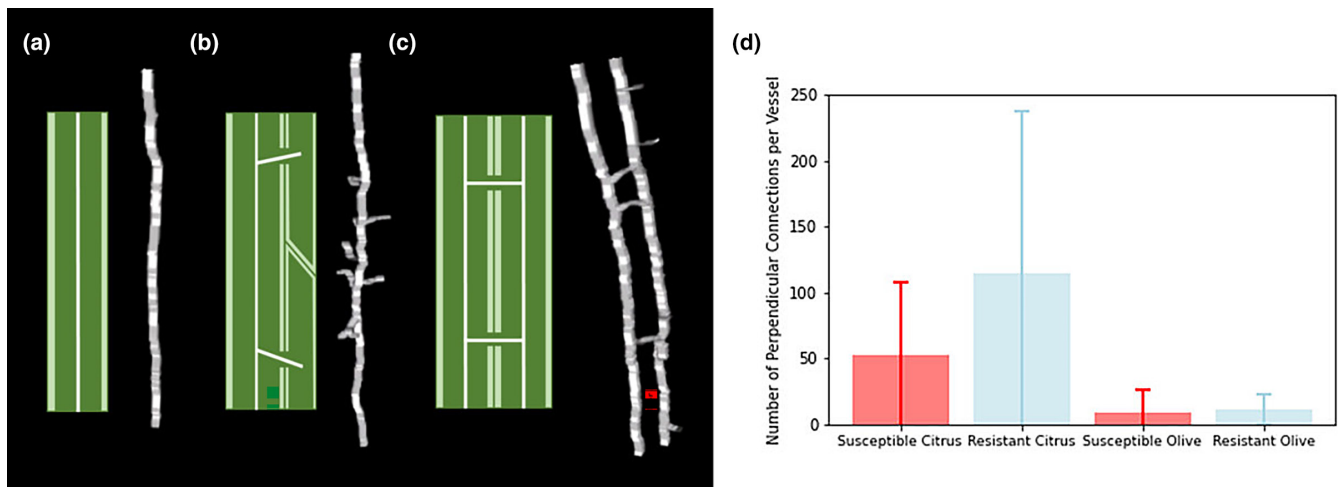 (a)
(b)
(c)
(d)
Number of Perpendicular Connections per Vessel
250
200
150
100
50
0
Susceptible Citrus
Resistant Citrus
Susceptible Olive
Resistant Olive